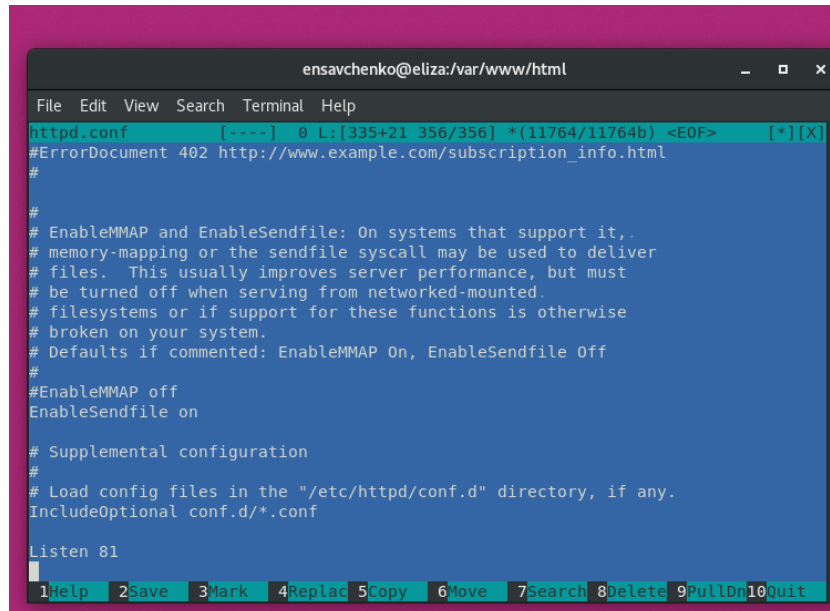 ensavchenko@eliza:/var/www/html
File Edit View Search Terminal Help
httpd.conf [----] 0 L:[335+21 356/356] *(11764/11764b) <EOF> [*][X]
#ErrorDocument 402 http://www.example.com/subscription_info.html
#
#
# EnableMMAP and EnableSendfile: On systems that support it,.
# memory-mapping or the sendfile syscall may be used to deliver
# files.  This usually improves server performance, but must
# be turned off when serving from networked-mounted.
# filesystems or if support for these functions is otherwise
# broken on your system.
# Defaults if commented: EnableMMAP On, EnableSendfile Off
#
#EnableMMAP off
EnableSendfile on
# Supplemental configuration
#
# Load config files in the "/etc/httpd/conf.d" directory, if any.
IncludeOptional conf.d/*.conf
Listen 81
1Help 2Save 3Mark 4Replac 5Copy 6Move 7Search 8Delete 9PullDn 10Quit